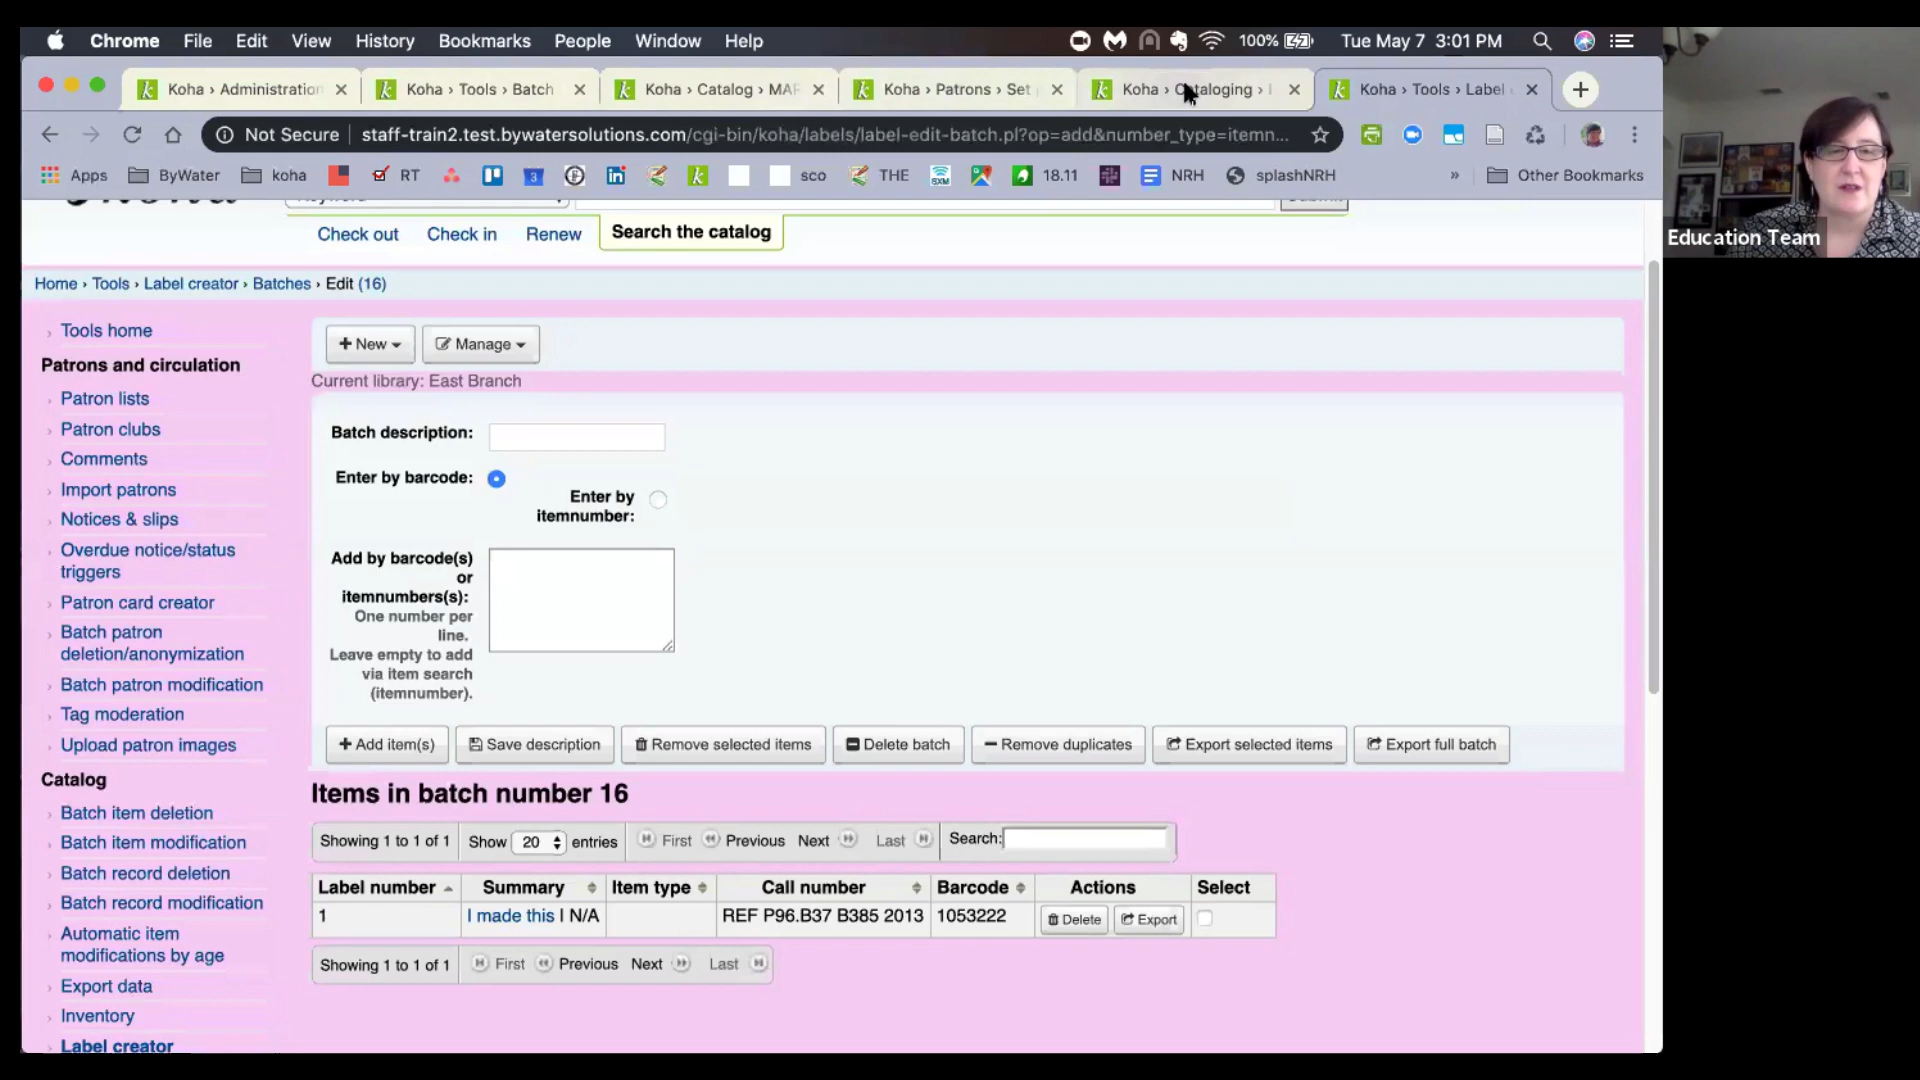 Chrome File Edit View History Bookmarks People Window Help 100% Tue May 7 3:01 PM
Koha › Administration Koha › Tools › Batch Koha › Catalog › MAR Koha › Patrons › Set Koha › Cataloging › Koha › Tools › Label
Not Secure | staff-train2.test.bywatersolutions.com/cgi-bin/koha/labels/label-edit-batch.pl?op=add&number_type=itemn...
Apps ByWater koha RT 3 sco THE SXM 18.11 NRH splashNRH » Other Bookmarks
Check out Check in Renew Search the catalog
Education Team
Home › Tools › Label creator › Batches › Edit (16)
Tools home
Patrons and circulation
Patron lists
Patron clubs
Comments
Import patrons
Notices & slips
Overdue notice/status
triggers
Patron card creator
Batch patron
deletion/anonymization
Batch patron modification
Tag moderation
Upload patron images
Catalog
Batch item deletion
Batch item modification
Batch record deletion
Batch record modification
Automatic item
modifications by age
Export data
Inventory
Label creator
+ New Manage
Current library: East Branch
Batch description:
Enter by barcode:
Enter by
itemnumber:
Add by barcode(s)
or
itemnumbers(s):
One number per
line.
Leave empty to add
via item search
(itemnumber).
+ Add item(s) Save description Remove selected items Delete batch Remove duplicates Export selected items Export full batch
Items in batch number 16
Showing 1 to 1 of 1 Show 20 entries First Previous Next Last Search:
Label number Summary Item type Call number Barcode Actions Select
1 I made this I N/A REF P96.B37 B385 2013 1053222 Delete Export
Showing 1 to 1 of 1 First Previous Next Last